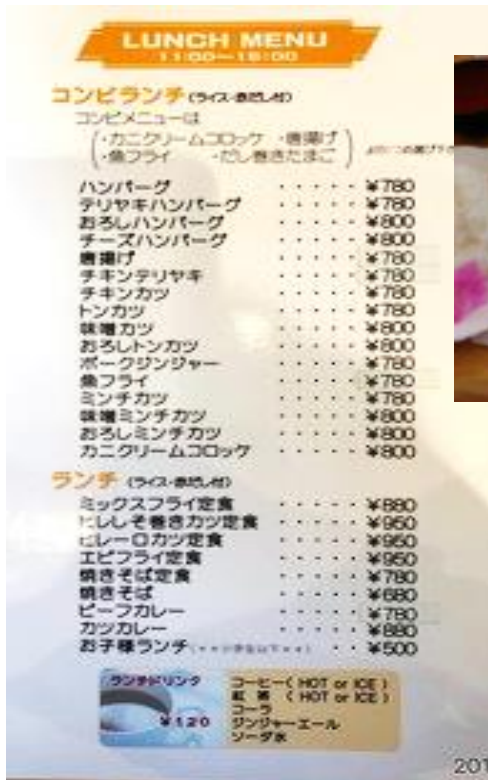 LUNCH MENU
11:00〜15:00
コンビランチ (ライス・赤だし付)
コンビメニューは
・カニクリームコロッケ ・唐揚げ
・魚フライ ・だし巻きたまご
ハンバーグ ・・・・・ ¥780
テリヤキハンバーグ ・・・・・ ¥780
おろしハンバーグ ・・・・・ ¥800
チーズハンバーグ ・・・・・ ¥800
唐揚げ ・・・・・ ¥780
チキンテリヤキ ・・・・・ ¥780
チキンカツ ・・・・・ ¥780
トンカツ ・・・・・ ¥780
味噌カツ ・・・・・ ¥800
おろしトンカツ ・・・・・ ¥800
ポークジンジャー ・・・・・ ¥780
魚フライ ・・・・・ ¥780
ミンチカツ ・・・・・ ¥780
味噌ミンチカツ ・・・・・ ¥800
おろしミンチカツ ・・・・・ ¥800
カニクリームコロッケ ・・・・・ ¥800
ランチ (ライス・赤だし付)
ミックスフライ定食 ・・・・・ ¥880
ヒレしそ巻きカツ定食 ・・・・・ ¥950
ヒレ一口カツ定食 ・・・・・ ¥950
エビフライ定食 ・・・・・ ¥950
焼きそば定食 ・・・・・ ¥780
焼きそば ・・・・・ ¥680
ビーフカレー ・・・・・ ¥780
カツカレー ・・・・・ ¥880
お子様ランチ ・・ ¥500
ランチドリンク
¥120
コーヒー( HOT or ICE )
紅茶 ( HOT or ICE )
コーラ
ジンジャーエール
ソーダ水
201